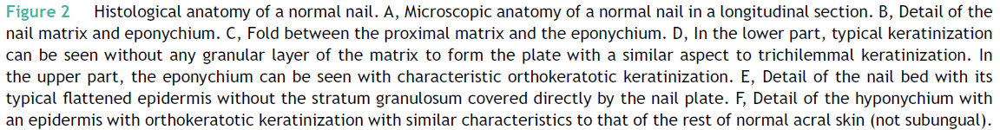 Figure 2 Histological anatomy of a normal nail. A, Microscopic anatomy of a normal nail in a longitudinal section. B, Detail of the
nail matrix and eponychium. C, Fold between the proximal matrix and the eponychium. D, In the lower part, typical keratinization
can be seen without any granular layer of the matrix to form the plate with a similar aspect to trichilemmal keratinization. In
the upper part, the eponychium can be seen with characteristic orthokeratotic keratinization. E, Detail of the nail bed with its
typical flattened epidermis without the stratum granulosum covered directly by the nail plate. F, Detail of the hyponychium with
an epidermis with orthokeratotic keratinization with similar characteristics to that of the rest of normal acral skin (not subungual).